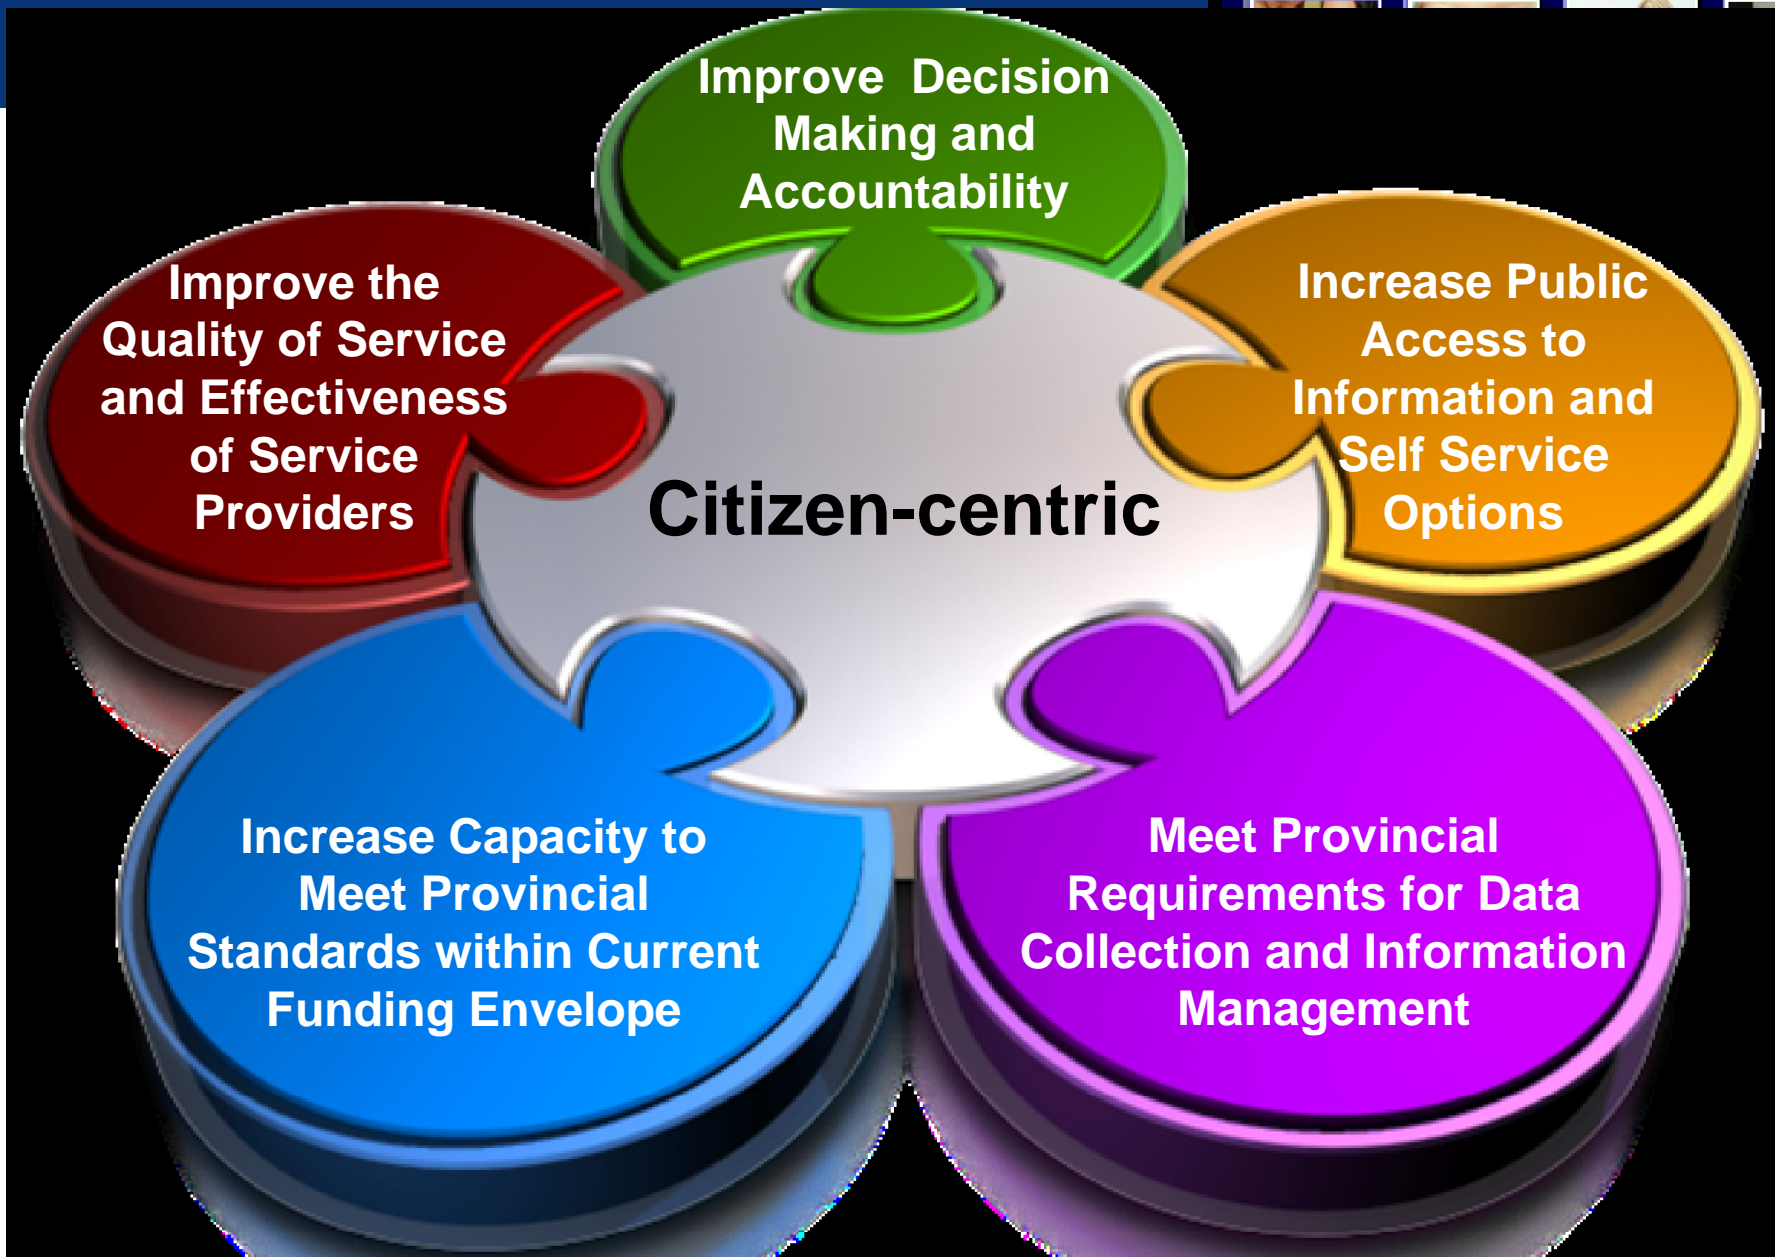 Improve Decision
Making and
Accountability
Improve the
Quality of Service
and Effectiveness
of Service
Providers
Increase Public
Access to
Information and
Self Service
Options
Citizen-centric
Increase Capacity to
Meet Provincial
Standards within Current
Funding Envelope
Meet Provincial
Requirements for Data
Collection and Information
Management